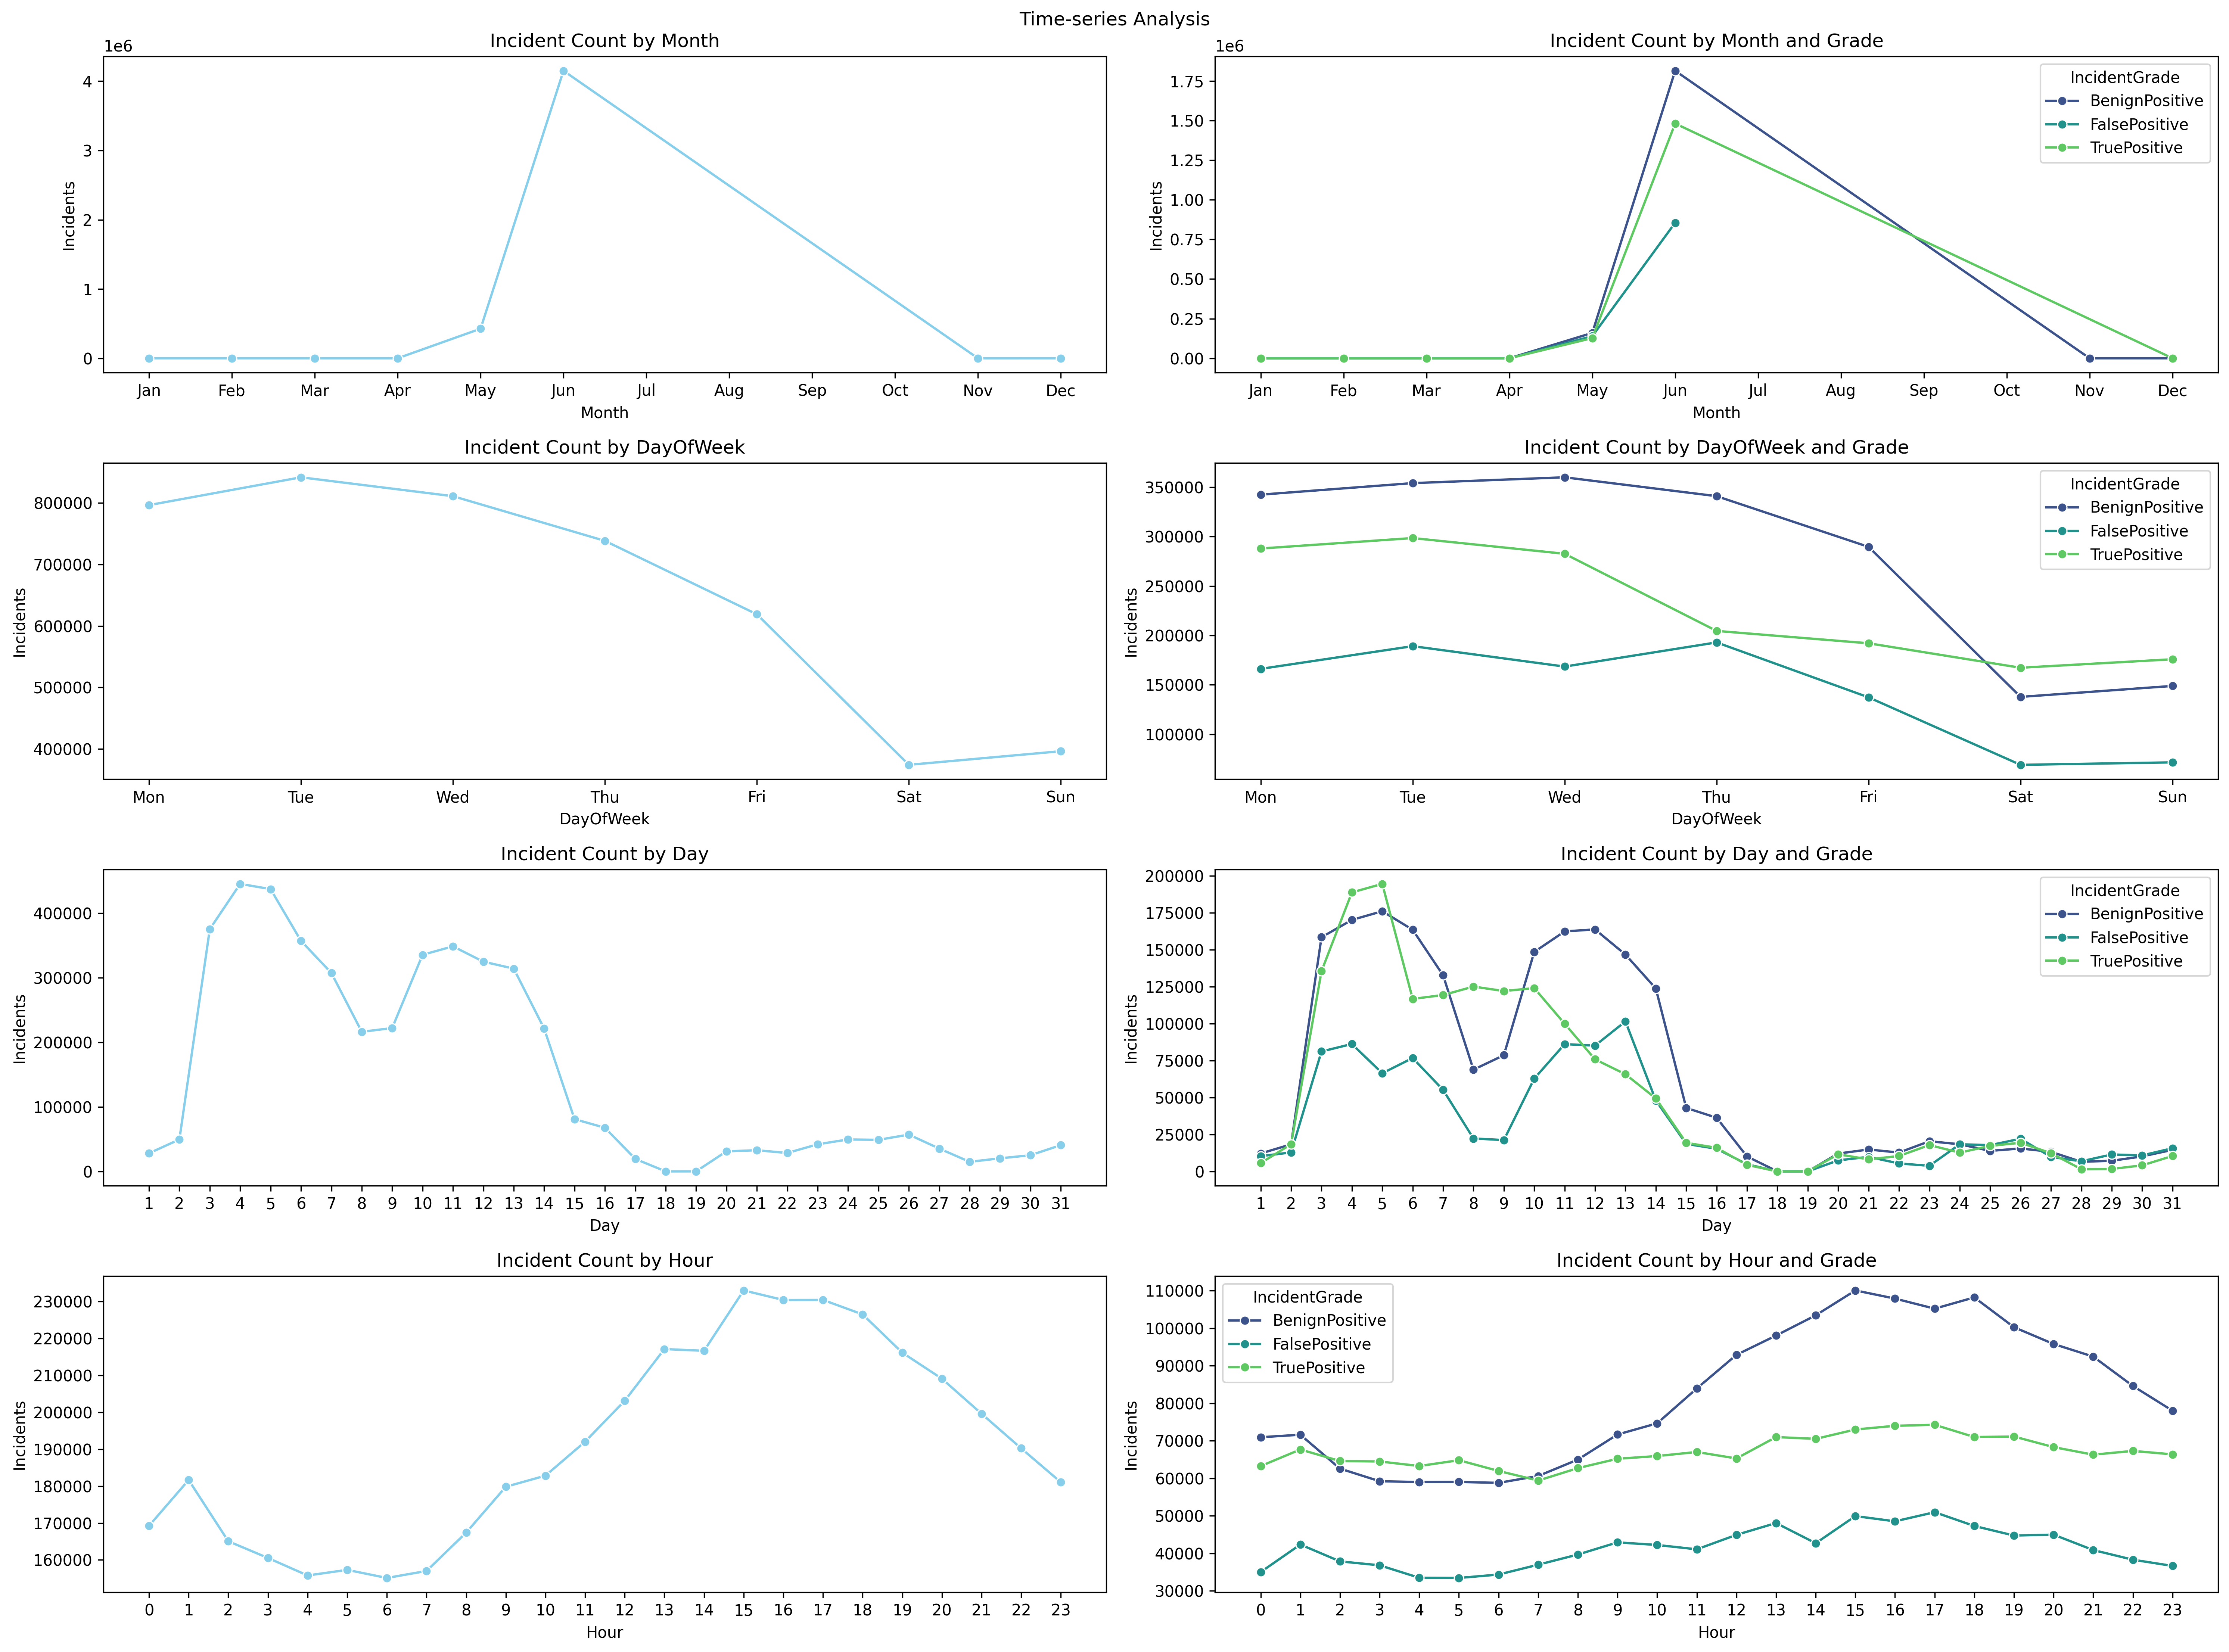 Time-series Analysis
Incident Count by Month
1e6
4
3
2
1
0
Incidents
Jan Feb Mar Apr May Jun Jul Aug Sep Oct Nov Dec
Month
Incident Count by Month and Grade
1e6
1.75
1.50
1.25
1.00
0.75
0.50
0.25
0.00
Incidents
IncidentGrade
BenignPositive
FalsePositive
TruePositive
Jan Feb Mar Apr May Jun Jul Aug Sep Oct Nov Dec
Month
Incident Count by DayOfWeek
800000
700000
600000
500000
400000
Incidents
Mon Tue Wed Thu Fri Sat Sun
DayOfWeek
Incident Count by DayOfWeek and Grade
350000
300000
250000
200000
150000
100000
Incidents
IncidentGrade
BenignPositive
FalsePositive
TruePositive
Mon Tue Wed Thu Fri Sat Sun
DayOfWeek
Incident Count by Day
400000
300000
200000
100000
0
Incidents
1 2 3 4 5 6 7 8 9 10 11 12 13 14 15 16 17 18 19 20 21 22 23 24 25 26 27 28 29 30 31
Day
Incident Count by Day and Grade
200000
175000
150000
125000
100000
75000
50000
25000
0
Incidents
IncidentGrade
BenignPositive
FalsePositive
TruePositive
1 2 3 4 5 6 7 8 9 10 11 12 13 14 15 16 17 18 19 20 21 22 23 24 25 26 27 28 29 30 31
Day
Incident Count by Hour
230000
220000
210000
200000
190000
180000
170000
160000
Incidents
0 1 2 3 4 5 6 7 8 9 10 11 12 13 14 15 16 17 18 19 20 21 22 23
Hour
Incident Count by Hour and Grade
110000
100000
90000
80000
70000
60000
50000
40000
30000
Incidents
IncidentGrade
BenignPositive
FalsePositive
TruePositive
0 1 2 3 4 5 6 7 8 9 10 11 12 13 14 15 16 17 18 19 20 21 22 23
Hour